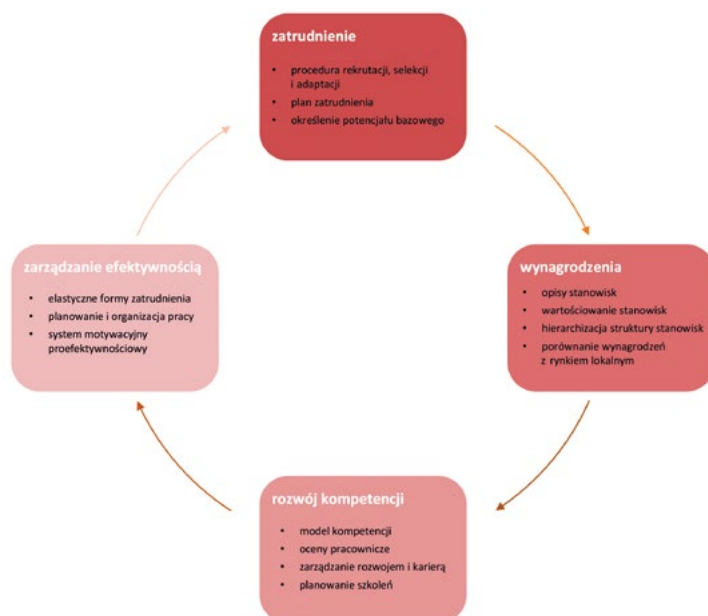 zatrudnienie
• procedura rekrutacji, selekcji
i adaptacji
• plan zatrudnienia
• określenie potencjału bazowego
zarządzanie efektywnością
• elastyczne formy zatrudnienia
• planowanie i organizacja pracy
• system motywacyjny
proefektywnościowy
wynagrodzenia
• opisy stanowisk
• wartościowanie stanowisk
• hierarchizacja struktury stanowisk
• porównanie wynagrodzeń
z rynkiem lokalnym
rozwój kompetencji
• model kompetencji
• oceny pracownicze
• zarządzanie rozwojem i karierą
• planowanie szkoleń